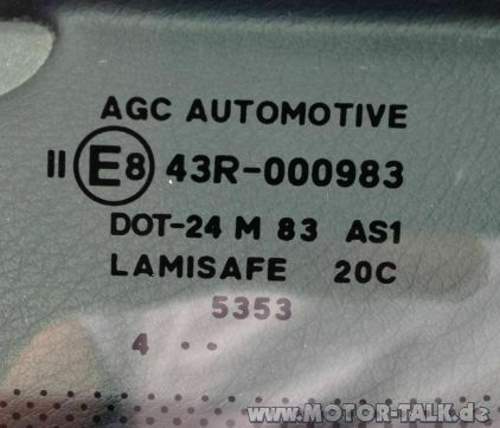 AGC AUTOMOTIVE
II E8 43R-000983
DOT-24 M 83 AS1
LAMISAFE 20C
5353
4 ..
www.MOTOR-TALK.de